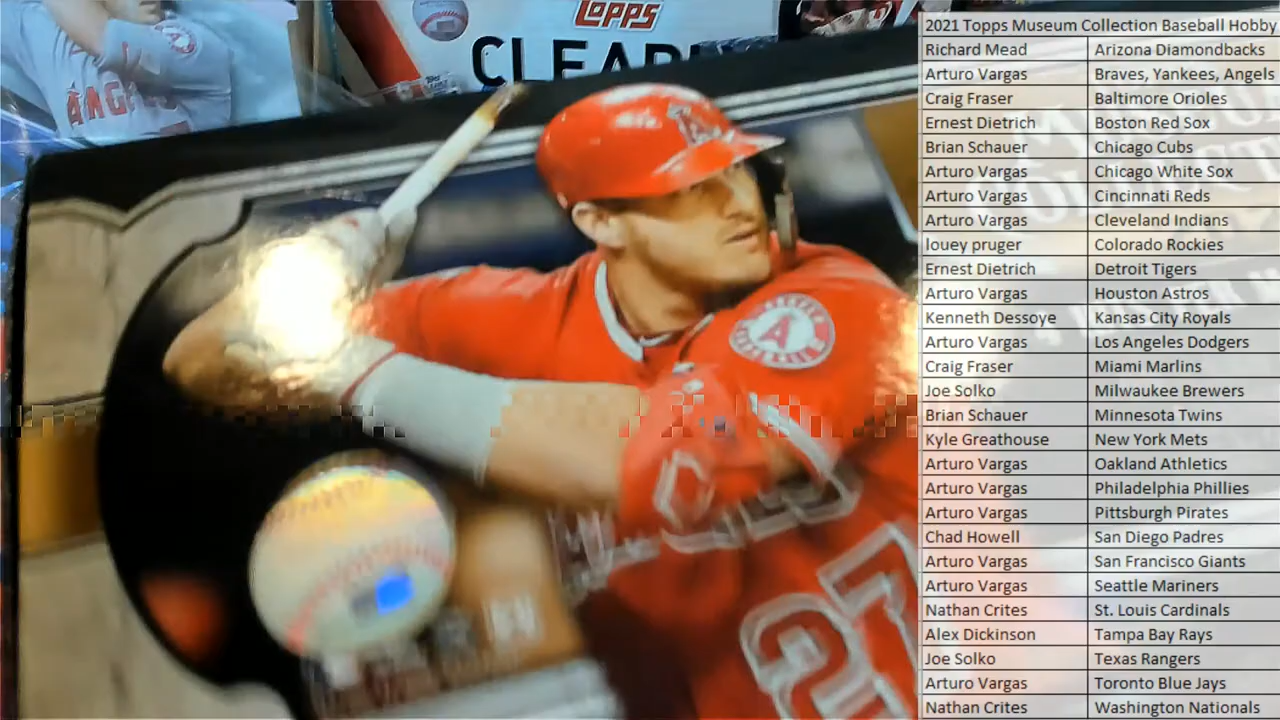 TOPPS
CLEAR
ANG
A
27
2021 Topps Museum Collection Baseball Hobby
Richard Mead Arizona Diamondbacks
Arturo Vargas Braves, Yankees, Angels
Craig Fraser Baltimore Orioles
Ernest Dietrich Boston Red Sox
Brian Schauer Chicago Cubs
Arturo Vargas Chicago White Sox
Arturo Vargas Cincinnati Reds
Arturo Vargas Cleveland Indians
louey pruger Colorado Rockies
Ernest Dietrich Detroit Tigers
Arturo Vargas Houston Astros
Kenneth Dessoye Kansas City Royals
Arturo Vargas Los Angeles Dodgers
Craig Fraser Miami Marlins
Joe Solko Milwaukee Brewers
Brian Schauer Minnesota Twins
Kyle Greathouse New York Mets
Arturo Vargas Oakland Athletics
Arturo Vargas Philadelphia Phillies
Arturo Vargas Pittsburgh Pirates
Chad Howell San Diego Padres
Arturo Vargas San Francisco Giants
Arturo Vargas Seattle Mariners
Nathan Crites St. Louis Cardinals
Alex Dickinson Tampa Bay Rays
Joe Solko Texas Rangers
Arturo Vargas Toronto Blue Jays
Nathan Crites Washington Nationals